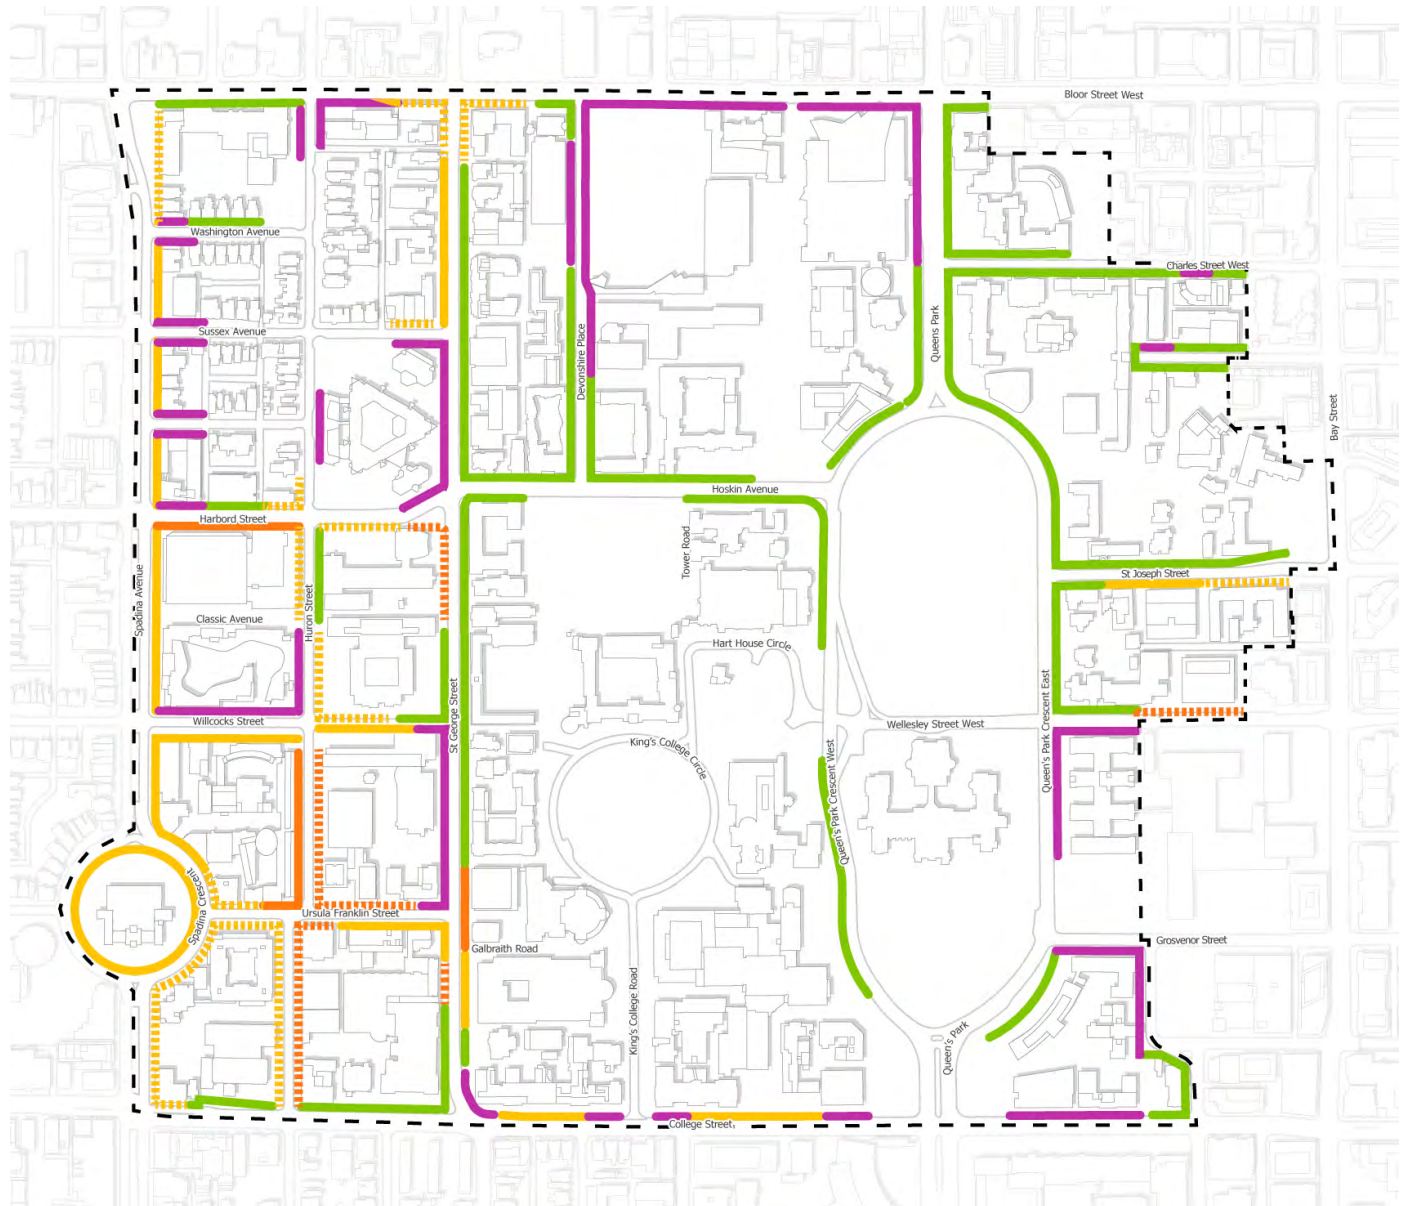 Bloor Street West
Washington Avenue
Charles Street West
Sussex Avenue
Devonshire Place
Queens Park
Bay Street
Hoskin Avenue
Harbord Street
Tower Road
St Joseph Street
Spadina Avenue
Huron Street
Classic Avenue
Hart House Circle
St George Street
Queen's Park Crescent East
Willcocks Street
Wellesley Street West
King's College Circle
Queen's Park Crescent West
Spadina Crescent
Ursula Franklin Street
Grosvenor Street
Galbraith Road
King's College Road
Queen's Park
College Street